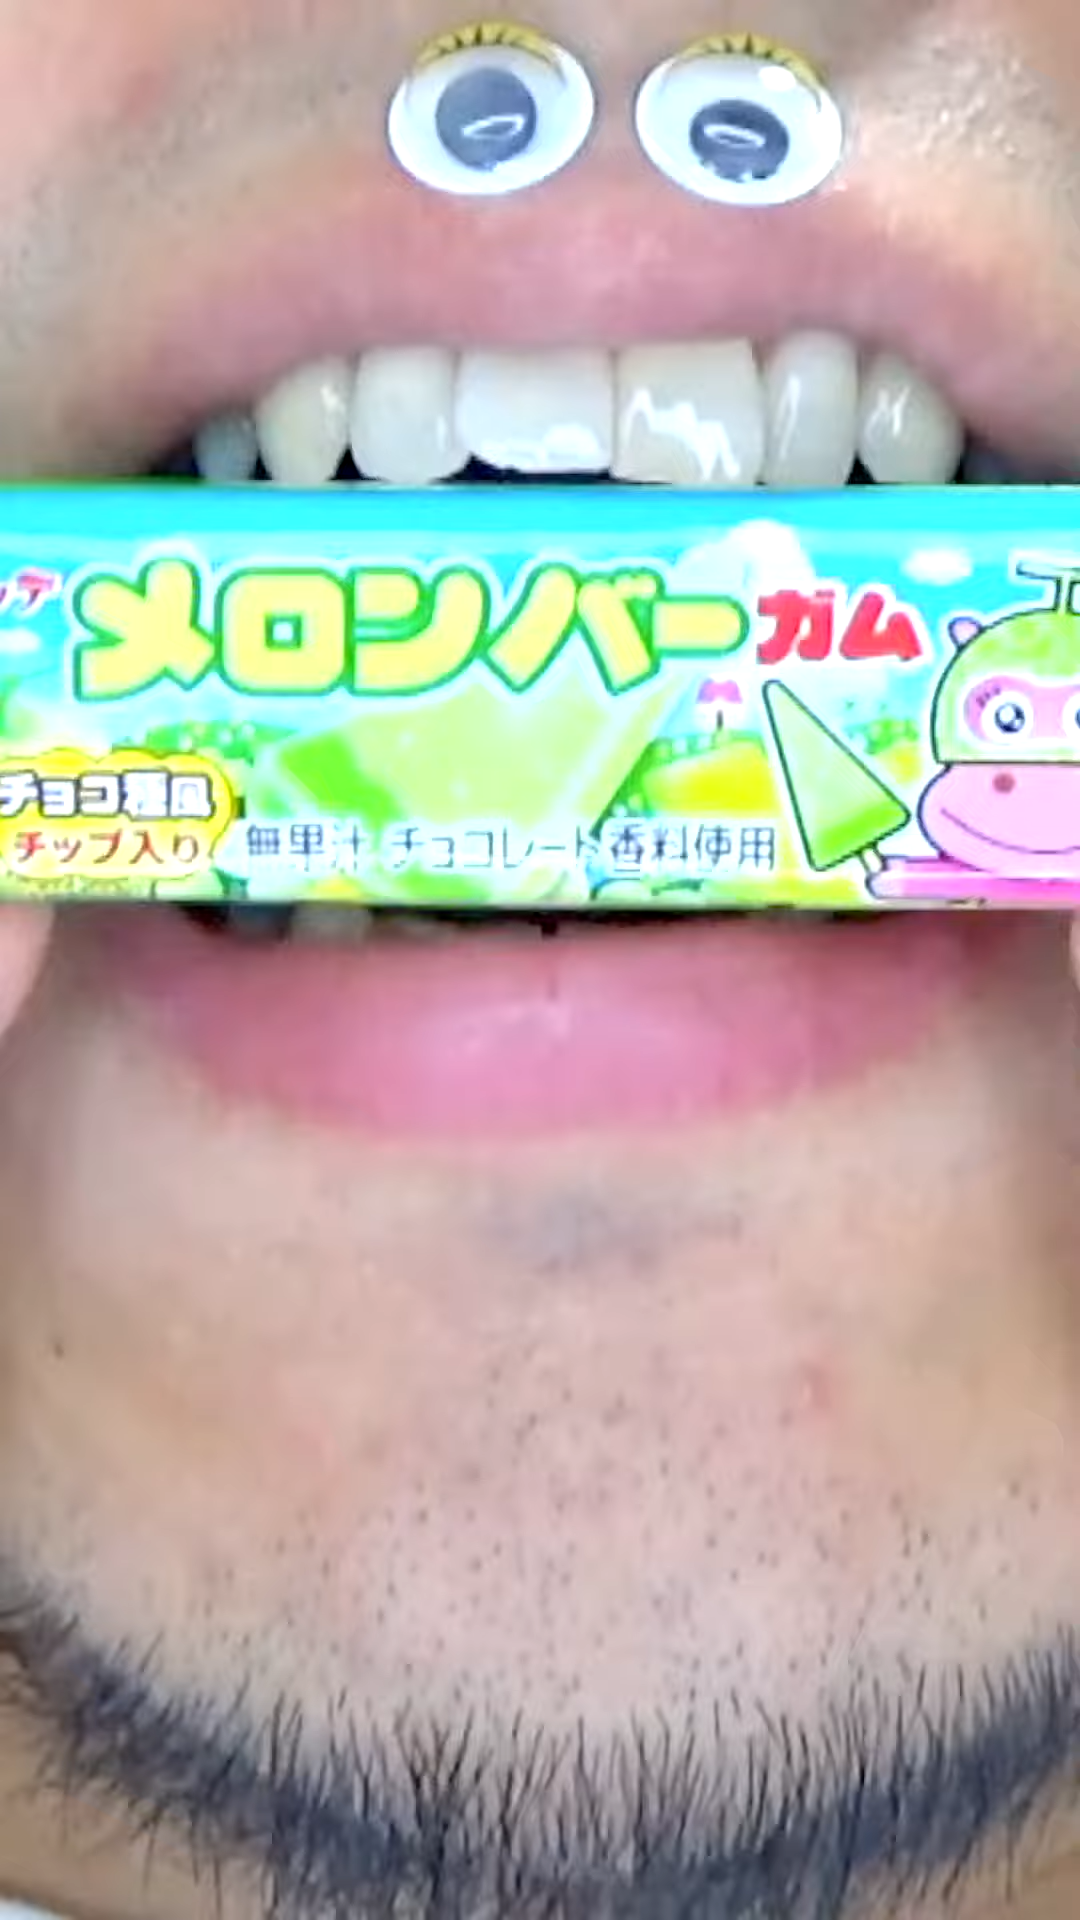 メロンバーガム
チョコ種風
チップ入り
無果汁 チョコレート香料使用